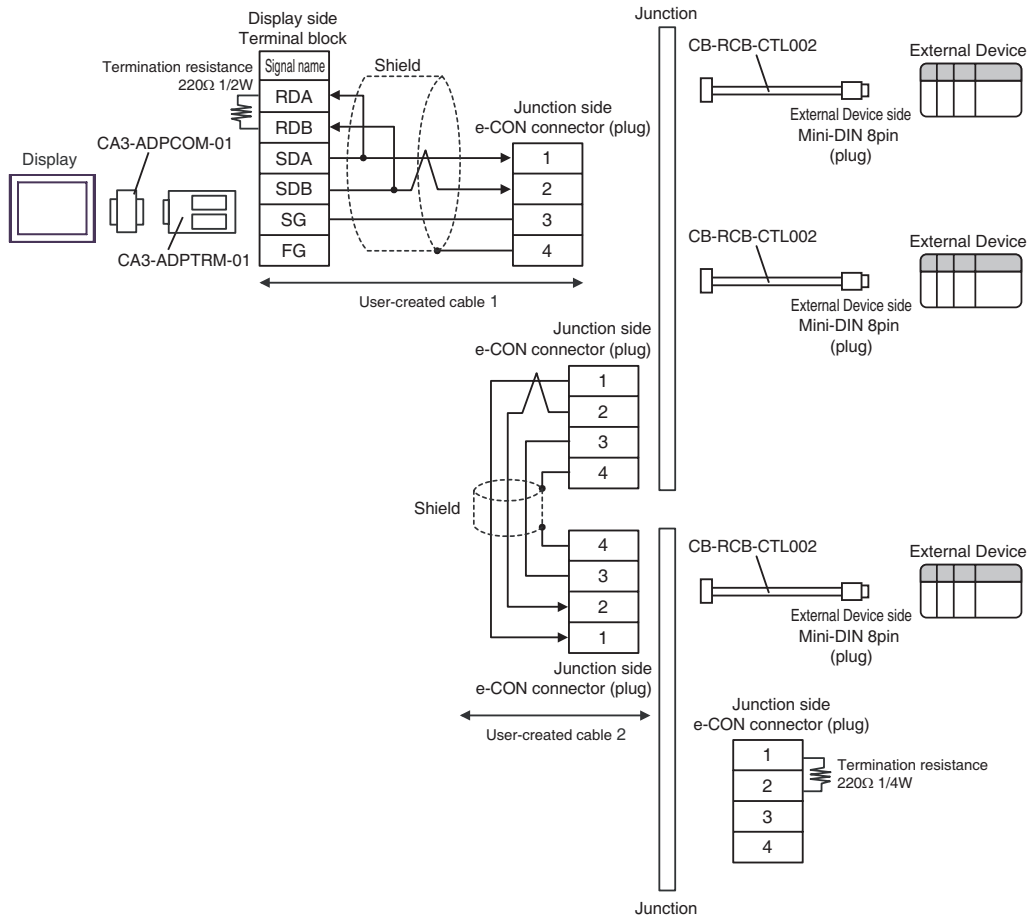 Display side
Terminal block
Signal name
RDA
RDB
SDA
SDB
SG
FG
Termination resistance
220Ω 1/2W
Shield
Display
CA3-ADPCOM-01
CA3-ADPTRM-01
Junction side
e-CON connector (plug)
1
2
3
4
User-created cable 1
Junction
CB-RCB-CTL002
External Device side
Mini-DIN 8pin
(plug)
External Device
CB-RCB-CTL002
External Device side
Mini-DIN 8pin
(plug)
External Device
Junction side
e-CON connector (plug)
1
2
3
4
Shield
4
3
2
1
Junction side
e-CON connector (plug)
User-created cable 2
CB-RCB-CTL002
External Device side
Mini-DIN 8pin
(plug)
External Device
Junction side
e-CON connector (plug)
1
2
3
4
Termination resistance
220Ω 1/4W
Junction